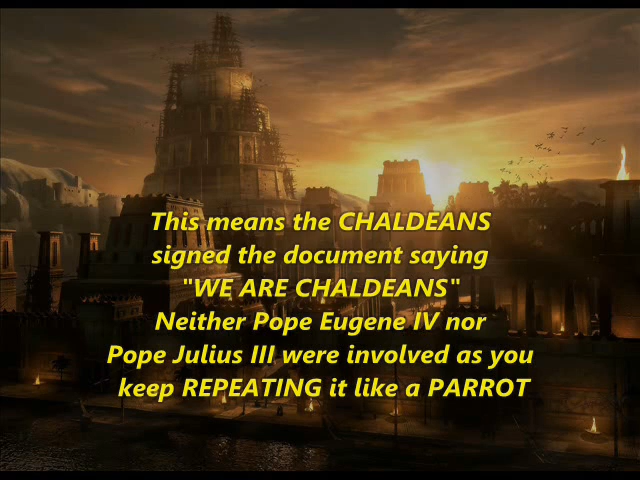 This means the CHALDEANS
signed the document saying
"WE ARE CHALDEANS"
Neither Pope Eugene IV nor
Pope Julius III were involved as you
keep REPEATING it like a PARROT